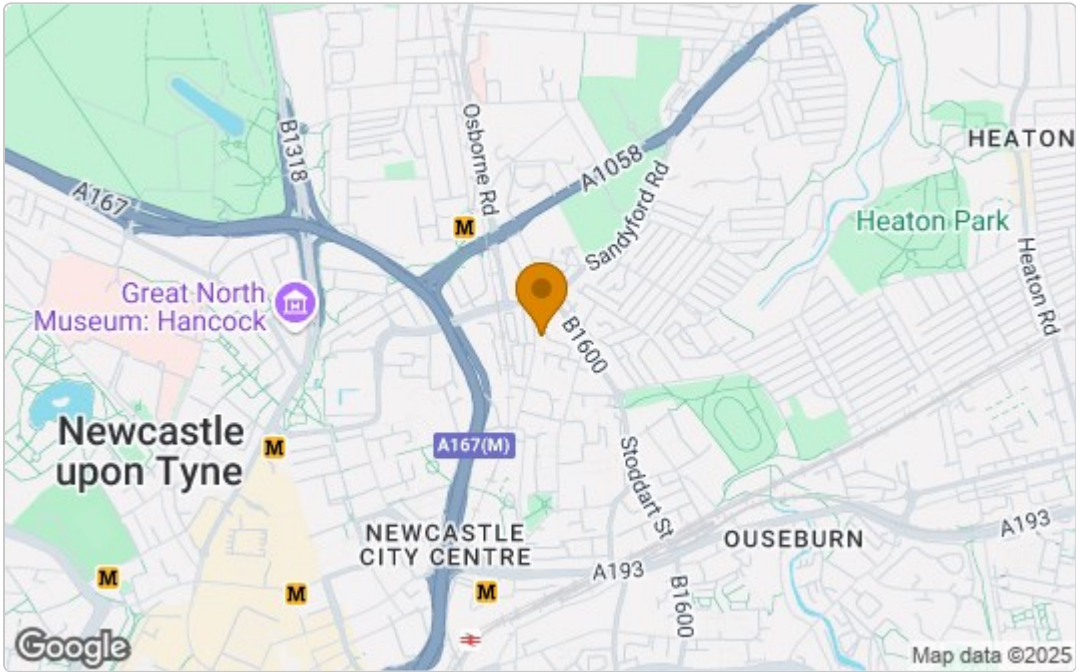 Osborne Rd
B1318
HEATON
A1058
A167
Sandyford Rd
Heaton Park
Great North
Museum: Hancock
Heaton Rd
B1600
Newcastle
upon Tyne
M
M
A167(M)
Stoddart St
NEWCASTLE
CITY CENTRE
OUSEBURN
A193
A193
M
M
M
B1600
Google
Map data ©2025